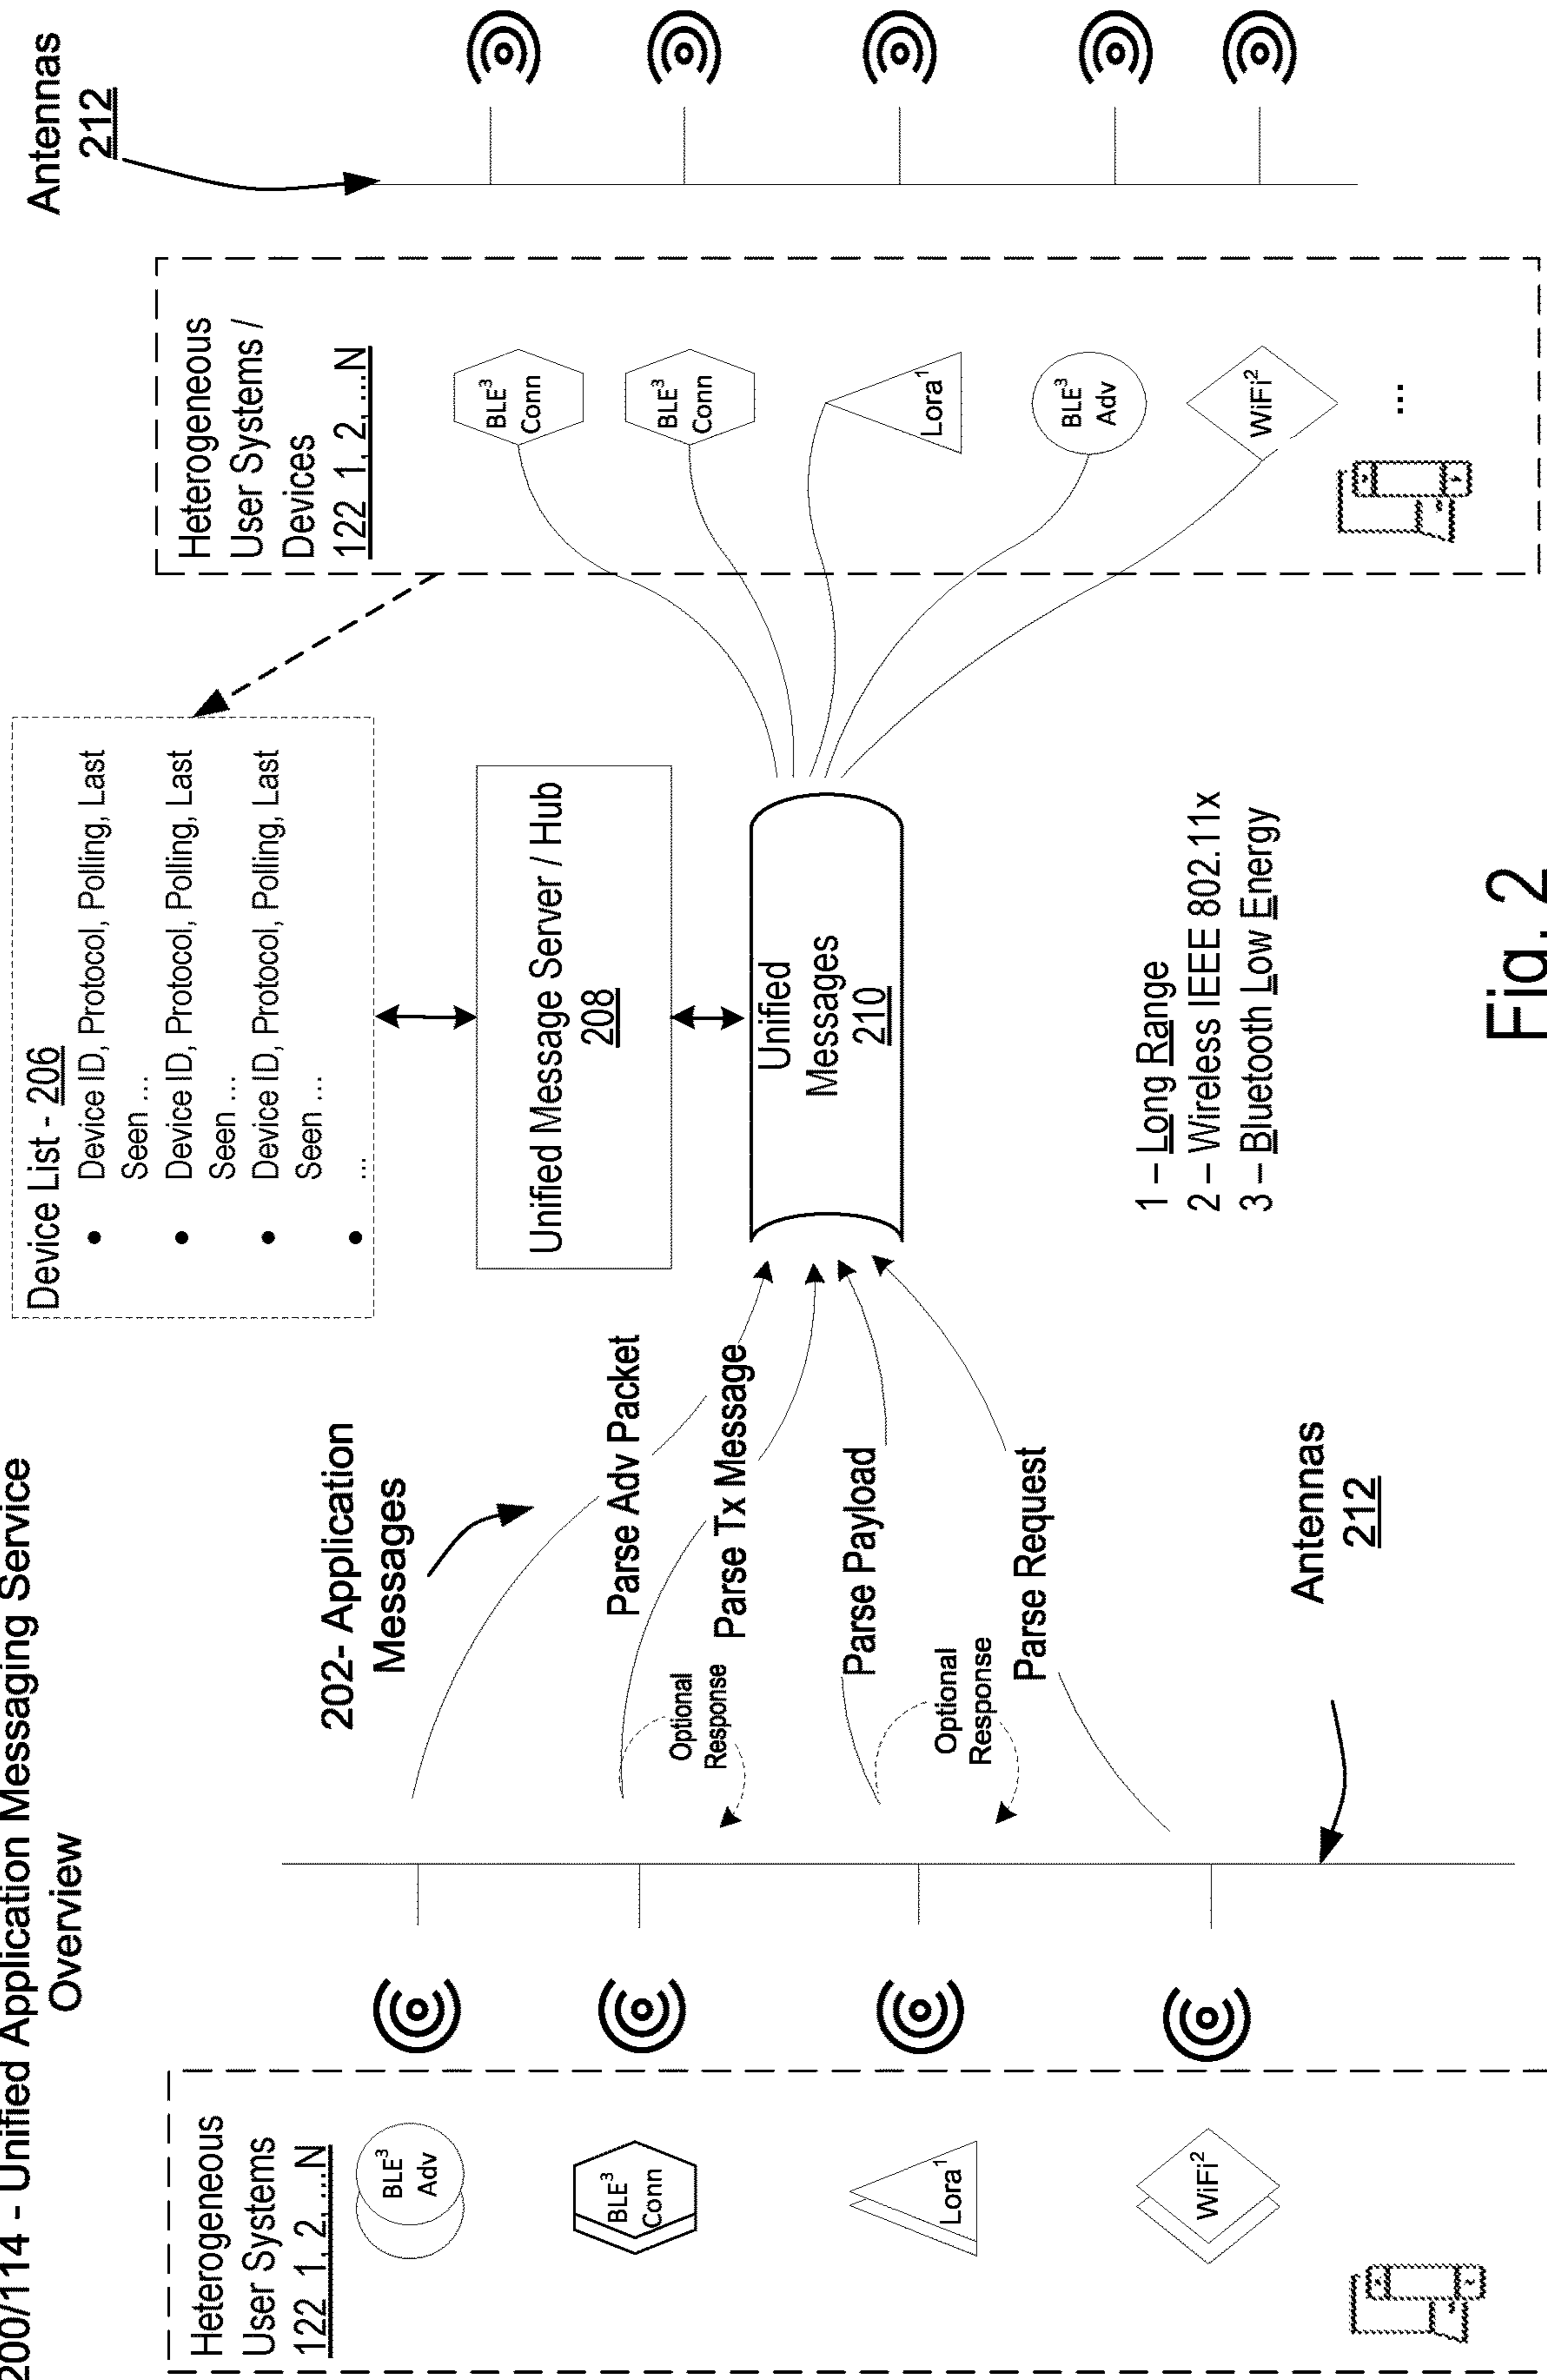 200/114 - Unified Application Messaging Service
Overview
Heterogeneous
User Systems
122 1, 2, ...N
BLE³
Adv
BLE³
Conn
Lora¹
WiFi²
202- Application
Messages
Parse Adv Packet
Parse Tx Message
Optional
Response
Parse Payload
Optional
Response
Parse Request
Antennas
212
Device List - 206
• Device ID, Protocol, Polling, Last
Seen ...
• Device ID, Protocol, Polling, Last
Seen ...
• Device ID, Protocol, Polling, Last
Seen ...
• ...
Unified Message Server / Hub
208
Unified
Messages
210
1 – Long Range
2 – Wireless IEEE 802.11x
3 – Bluetooth Low Energy
Heterogeneous
User Systems /
Devices
122 1, 2, ...N
BLE³
Conn
BLE³
Conn
Lora¹
BLE³
Adv
WiFi²
...
Antennas
212
Fig. 2